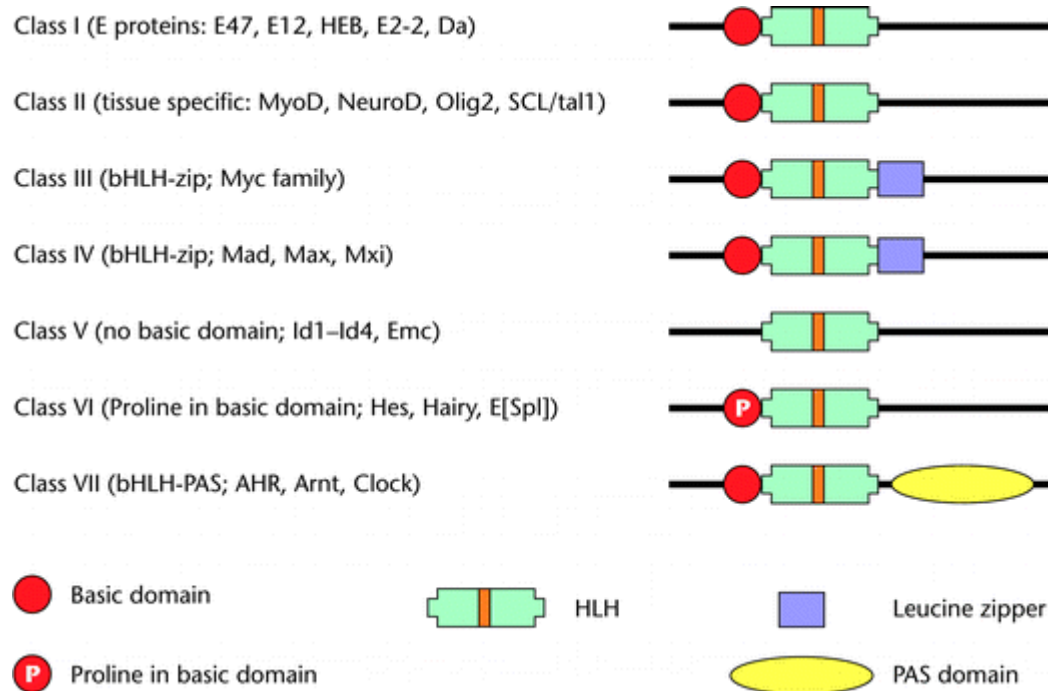 Class I (E proteins: E47, E12, HEB, E2-2, Da)
Class II (tissue specific: MyoD, NeuroD, Olig2, SCL/tal1)
Class III (bHLH-zip; Myc family)
Class IV (bHLH-zip; Mad, Max, Mxi)
Class V (no basic domain; Id1–Id4, Emc)
Class VI (Proline in basic domain; Hes, Hairy, E[Spl])
P
Class VII (bHLH-PAS; AHR, Arnt, Clock)
Basic domain
HLH
Leucine zipper
P
Proline in basic domain
PAS domain